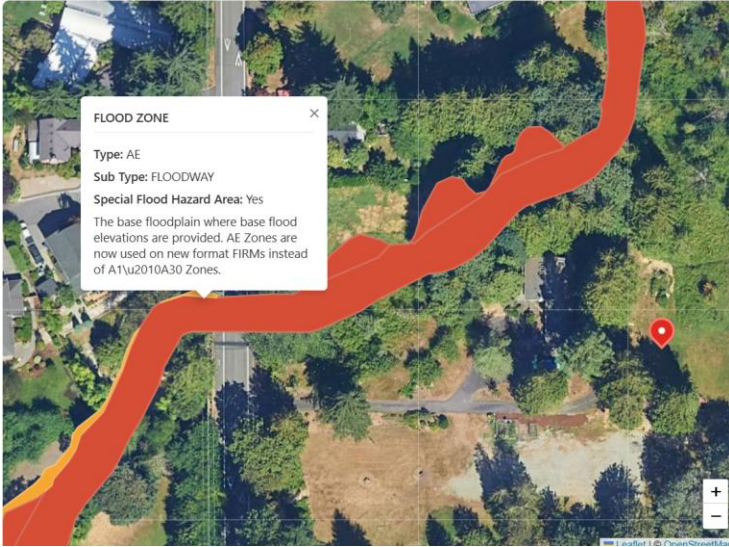 FLOOD ZONE ×
Type: AE
Sub Type: FLOODWAY
Special Flood Hazard Area: Yes
The base floodplain where base flood
elevations are provided. AE Zones are
now used on new format FIRMs instead
of A1\u2010A30 Zones.
+
−
Leaflet | © OpenStreetMap